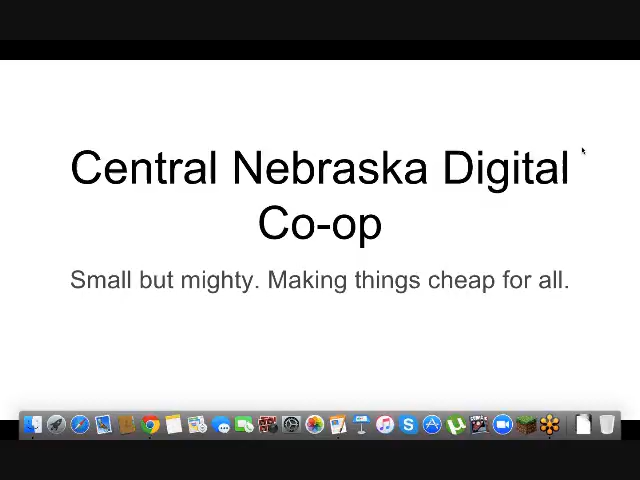 Central Nebraska Digital
Co-op
Small but mighty. Making things cheap for all.